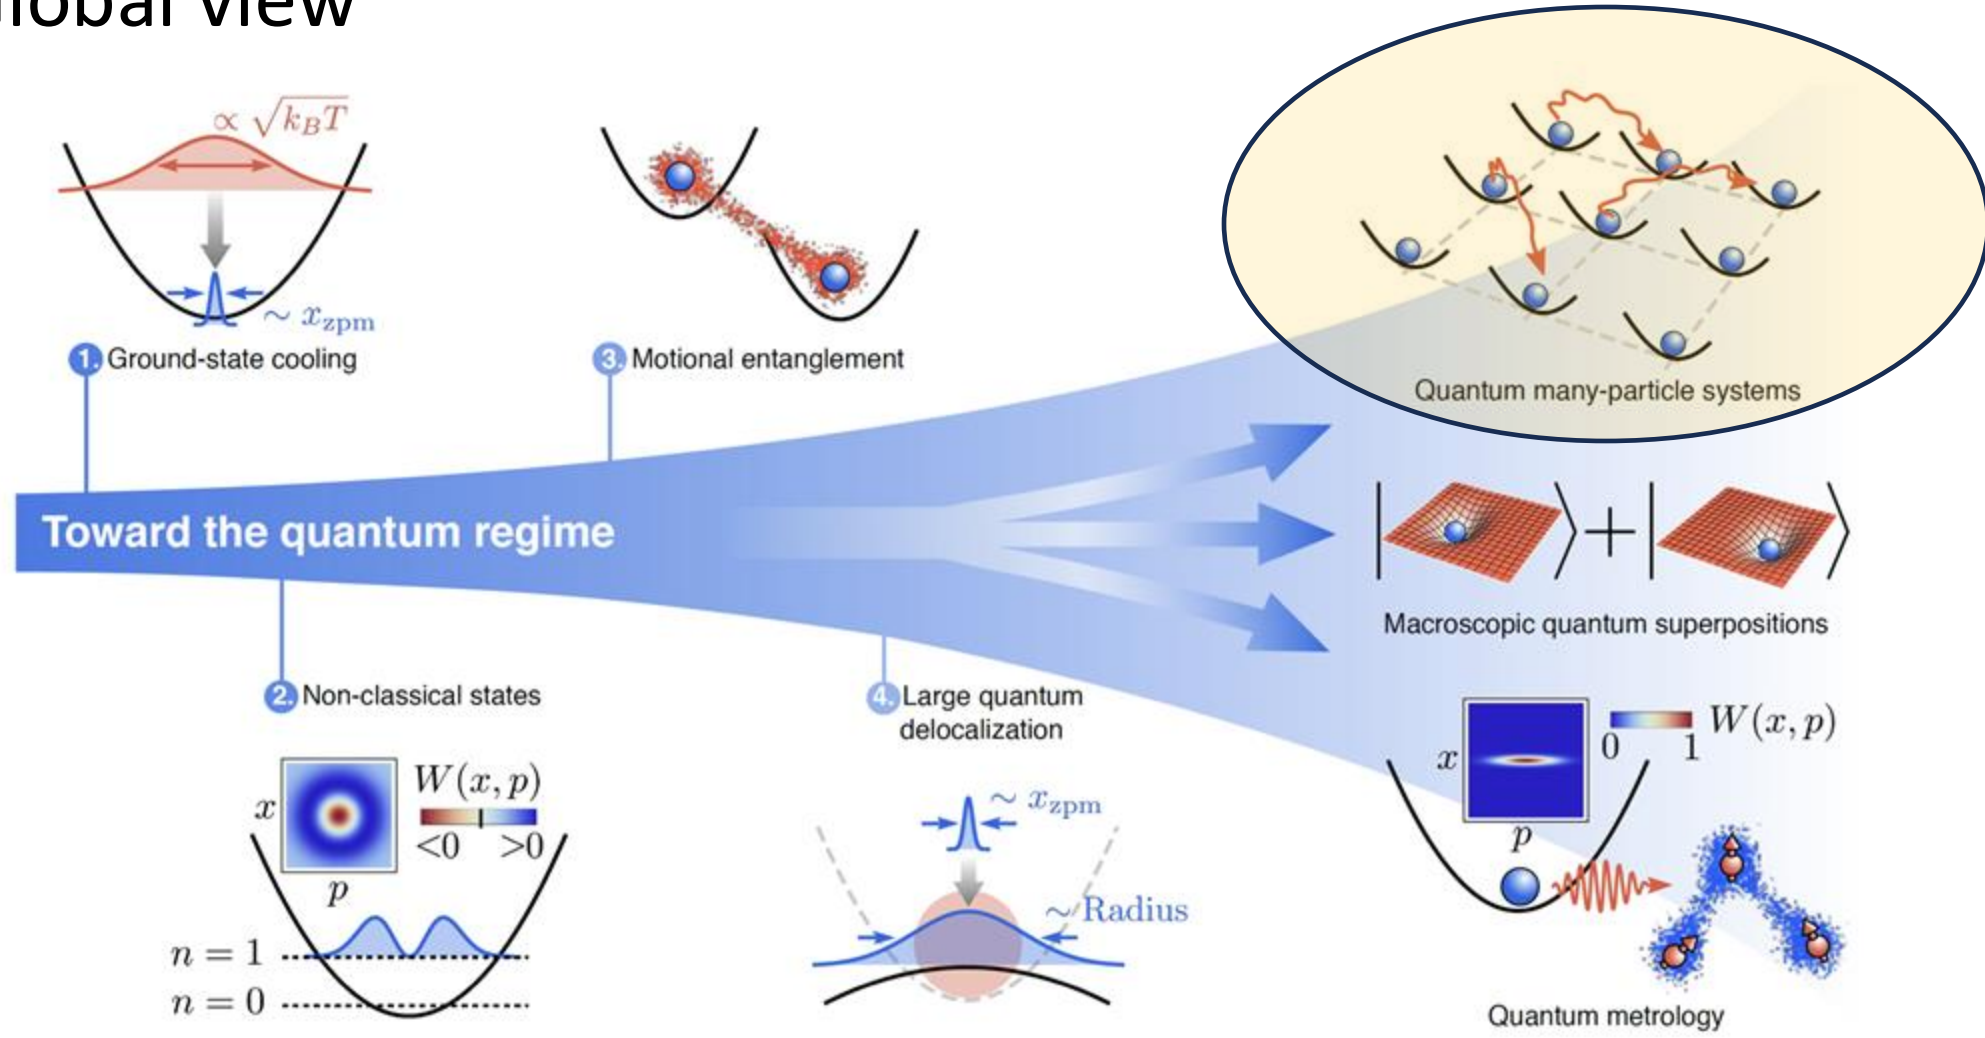 Global view
∝ √k_BT
∼ x_zpm
1. Ground-state cooling
3. Motional entanglement
Quantum many-particle systems
Toward the quantum regime
| ⟩ + | ⟩
Macroscopic quantum superpositions
2. Non-classical states
4. Large quantum
delocalization
W(x, p)
x
<0 >0
p
n = 1
n = 0
∼ x_zpm
∼ Radius
x
0 1 W(x, p)
p
Quantum metrology